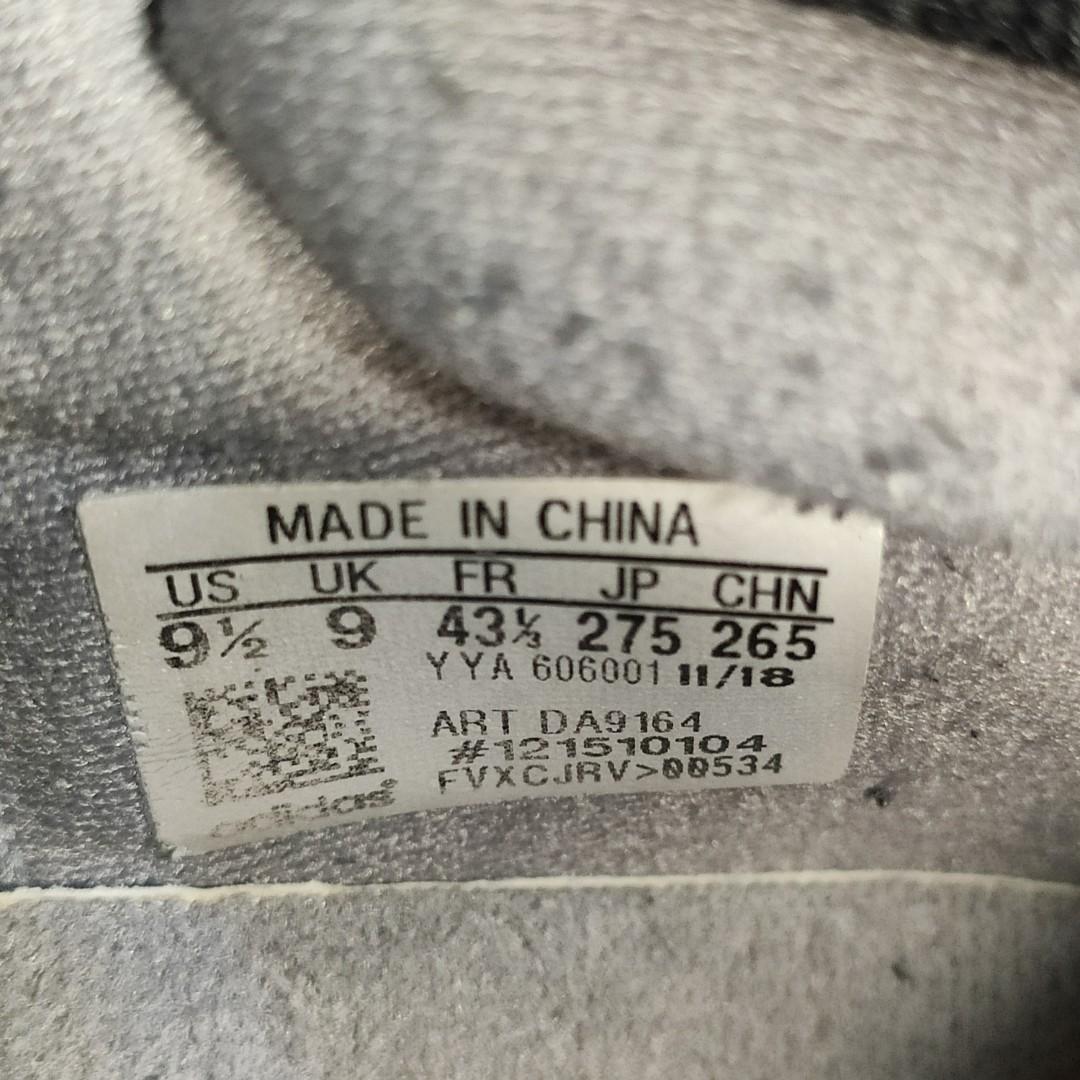 MADE IN CHINA
US UK FR JP CHN
9½ 9 43⅓ 275 265
YYA 606001 11/18
ART DA9164
#121510104
FVXCJRV>00534
adidas